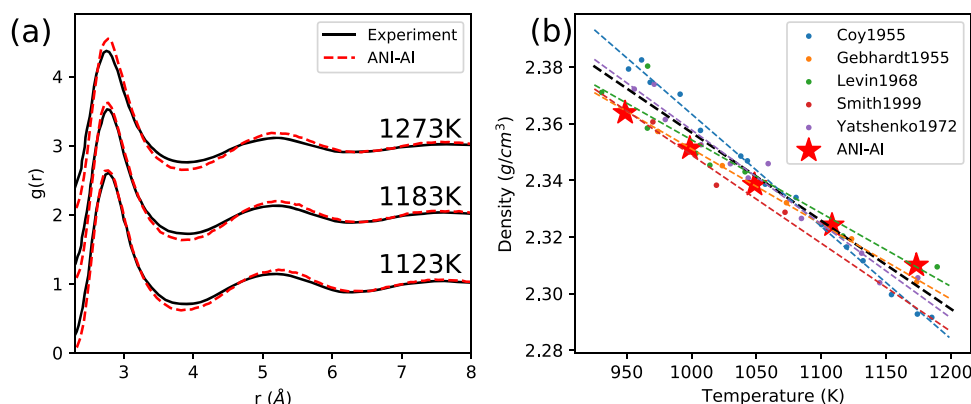 (a)
Experiment
ANI-Al
1273K
1183K
1123K
g(r)
4
3
2
1
0
3
4
5
6
7
8
r (Å)
(b)
Coy1955
Gebhardt1955
Levin1968
Smith1999
Yatshenko1972
ANI-Al
Density (g/cm³)
2.38
2.36
2.34
2.32
2.30
2.28
950
1000
1050
1100
1150
1200
Temperature (K)